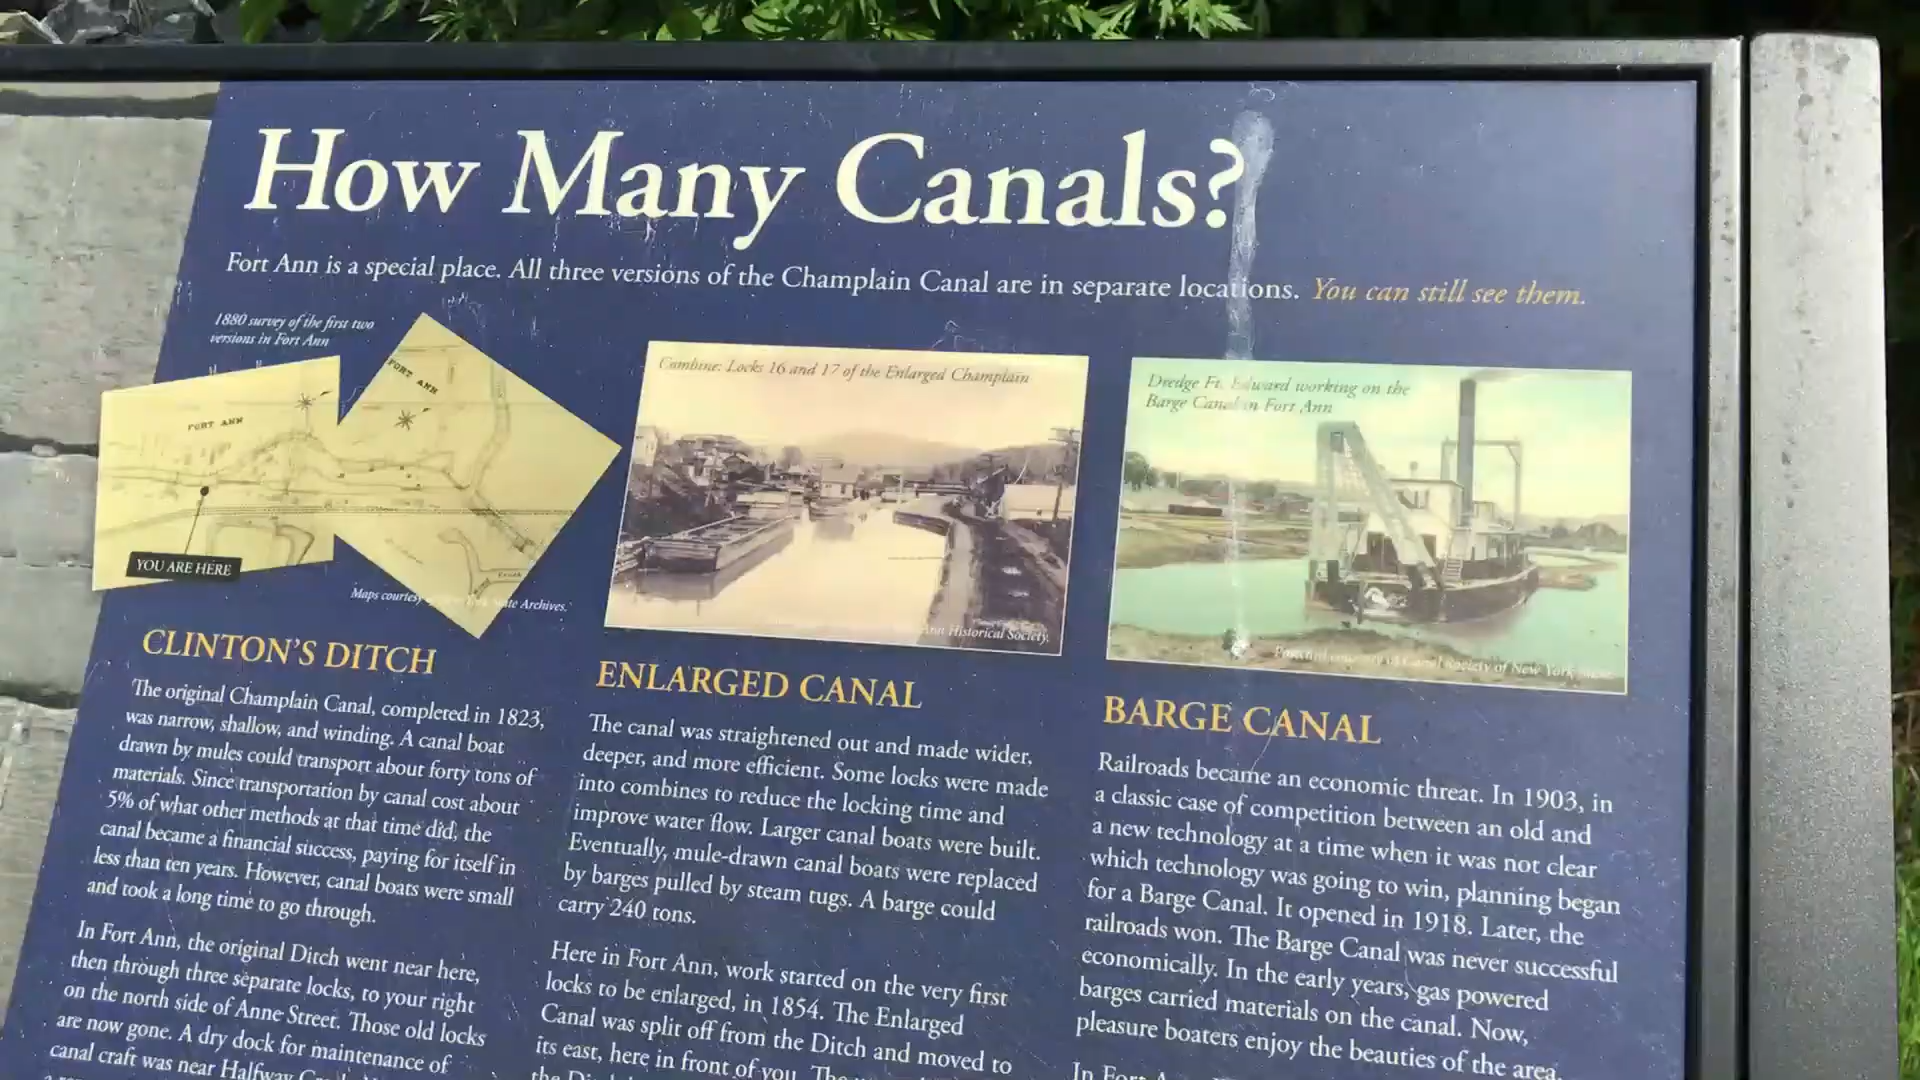 How Many Canals?
Fort Ann is a special place. All three versions of the Champlain Canal are in separate locations. You can still see them.
1880 survey of the first two
versions in Fort Ann
FORT ANN
FORT ANN
YOU ARE HERE
Maps courtesy State Archives.
CLINTON'S DITCH
The original Champlain Canal, completed in 1823,
was narrow, shallow, and winding. A canal boat
drawn by mules could transport about forty tons of
materials. Since transportation by canal cost about
5% of what other methods at that time did, the
canal became a financial success, paying for itself in
less than ten years. However, canal boats were small
and took a long time to go through.
In Fort Ann, the original Ditch went near here,
then through three separate locks, to your right
on the north side of Anne Street. Those old locks
are now gone. A dry dock for maintenance of
canal craft was near Halfway
Combine: Locks 16 and 17 of the Enlarged Champlain
Ann Historical Society.
ENLARGED CANAL
The canal was straightened out and made wider,
deeper, and more efficient. Some locks were made
into combines to reduce the locking time and
improve water flow. Larger canal boats were built.
Eventually, mule-drawn canal boats were replaced
by barges pulled by steam tugs. A barge could
carry 240 tons.
Here in Fort Ann, work started on the very first
locks to be enlarged, in 1854. The Enlarged
Canal was split off from the Ditch and moved to
its east, here in front of you. The
Dredge Ft. Edward working on the
Barge Canal in Fort Ann
Postcard courtesy of Canal Society of New York
BARGE CANAL
Railroads became an economic threat. In 1903, in
a classic case of competition between an old and
a new technology at a time when it was not clear
which technology was going to win, planning began
for a Barge Canal. It opened in 1918. Later, the
railroads won. The Barge Canal was never successful
economically. In the early years, gas powered
barges carried materials on the canal. Now,
pleasure boaters enjoy the beauties of the area.
In Fort